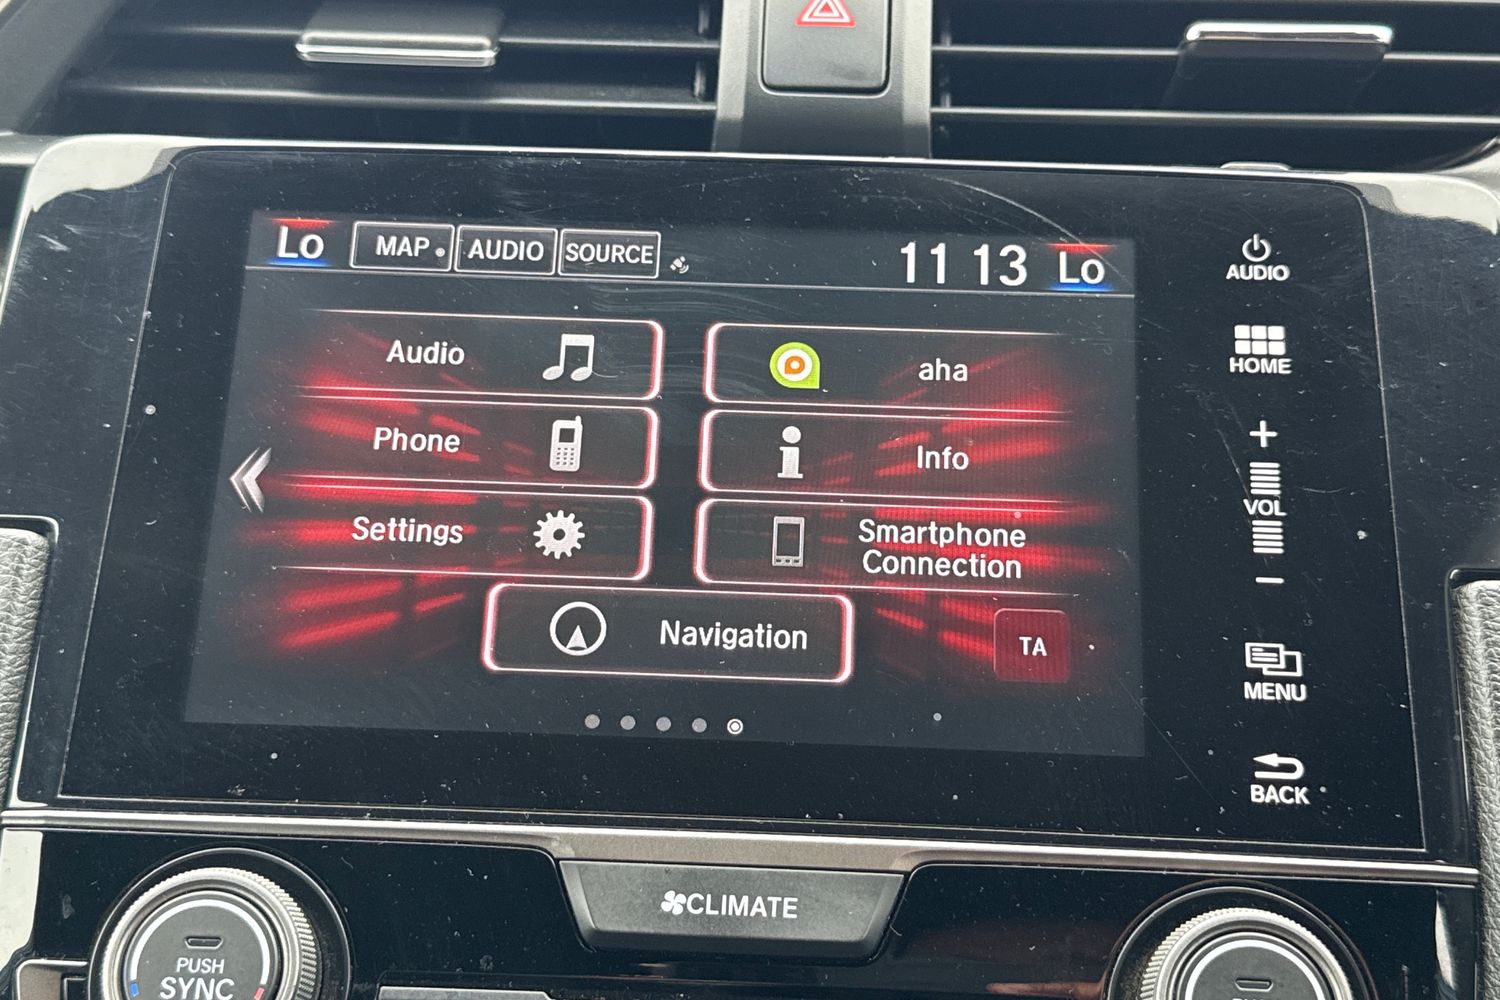 Lo MAP AUDIO SOURCE 11 13 Lo
AUDIO
Audio
aha
HOME
Phone
Info
Settings
Smartphone
Connection
VOL
Navigation
TA
MENU
BACK
CLIMATE
PUSH
SYNC